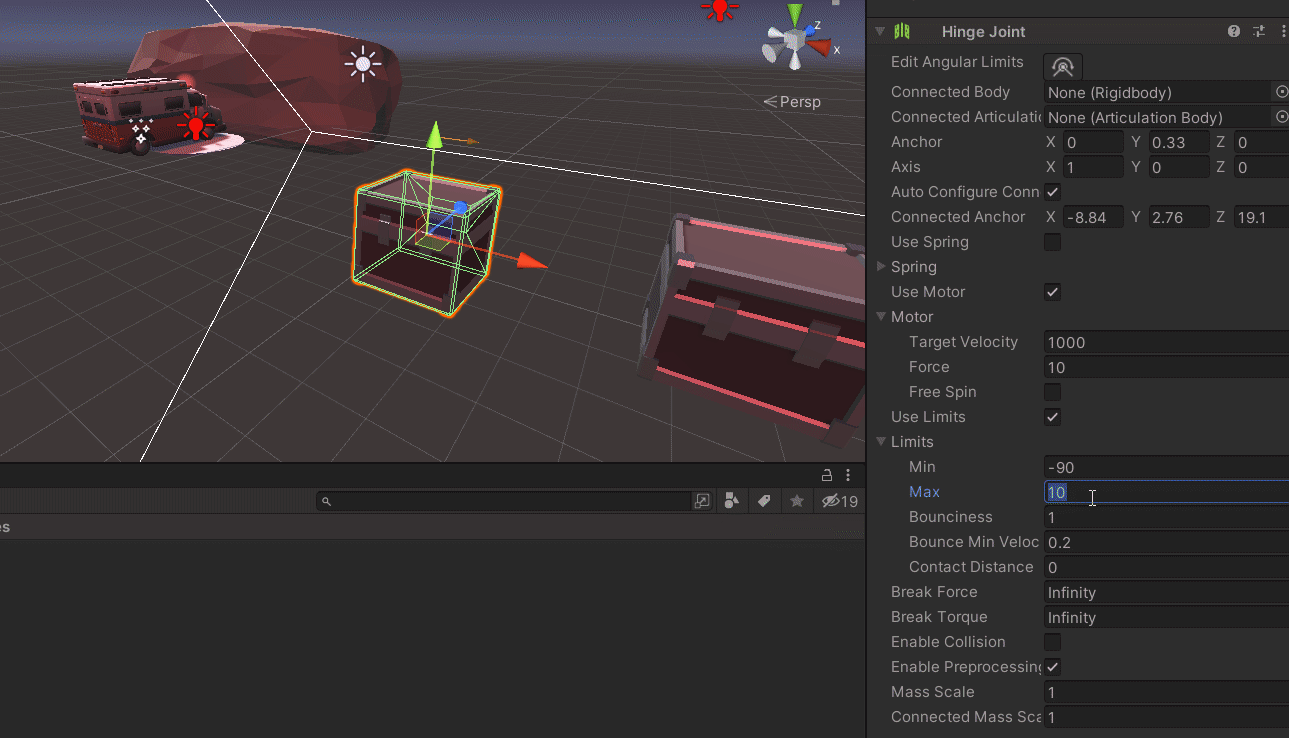 Hinge Joint
z
x
Persp
Edit Angular Limits
Connected Body None (Rigidbody)
Connected Articulatio None (Articulation Body)
Anchor X 0 Y 0.33 Z 0
Axis X 1 Y 0 Z 0
Auto Configure Conn
Connected Anchor X -8.84 Y 2.76 Z 19.1
Use Spring
Spring
Use Motor
Motor
Target Velocity 1000
Force 10
Free Spin
Use Limits
Limits
Min -90
Max 10
Bounciness 1
Bounce Min Veloc 0.2
Contact Distance 0
Break Force Infinity
Break Torque Infinity
Enable Collision
Enable Preprocessing
Mass Scale 1
Connected Mass Sca 1
19
es